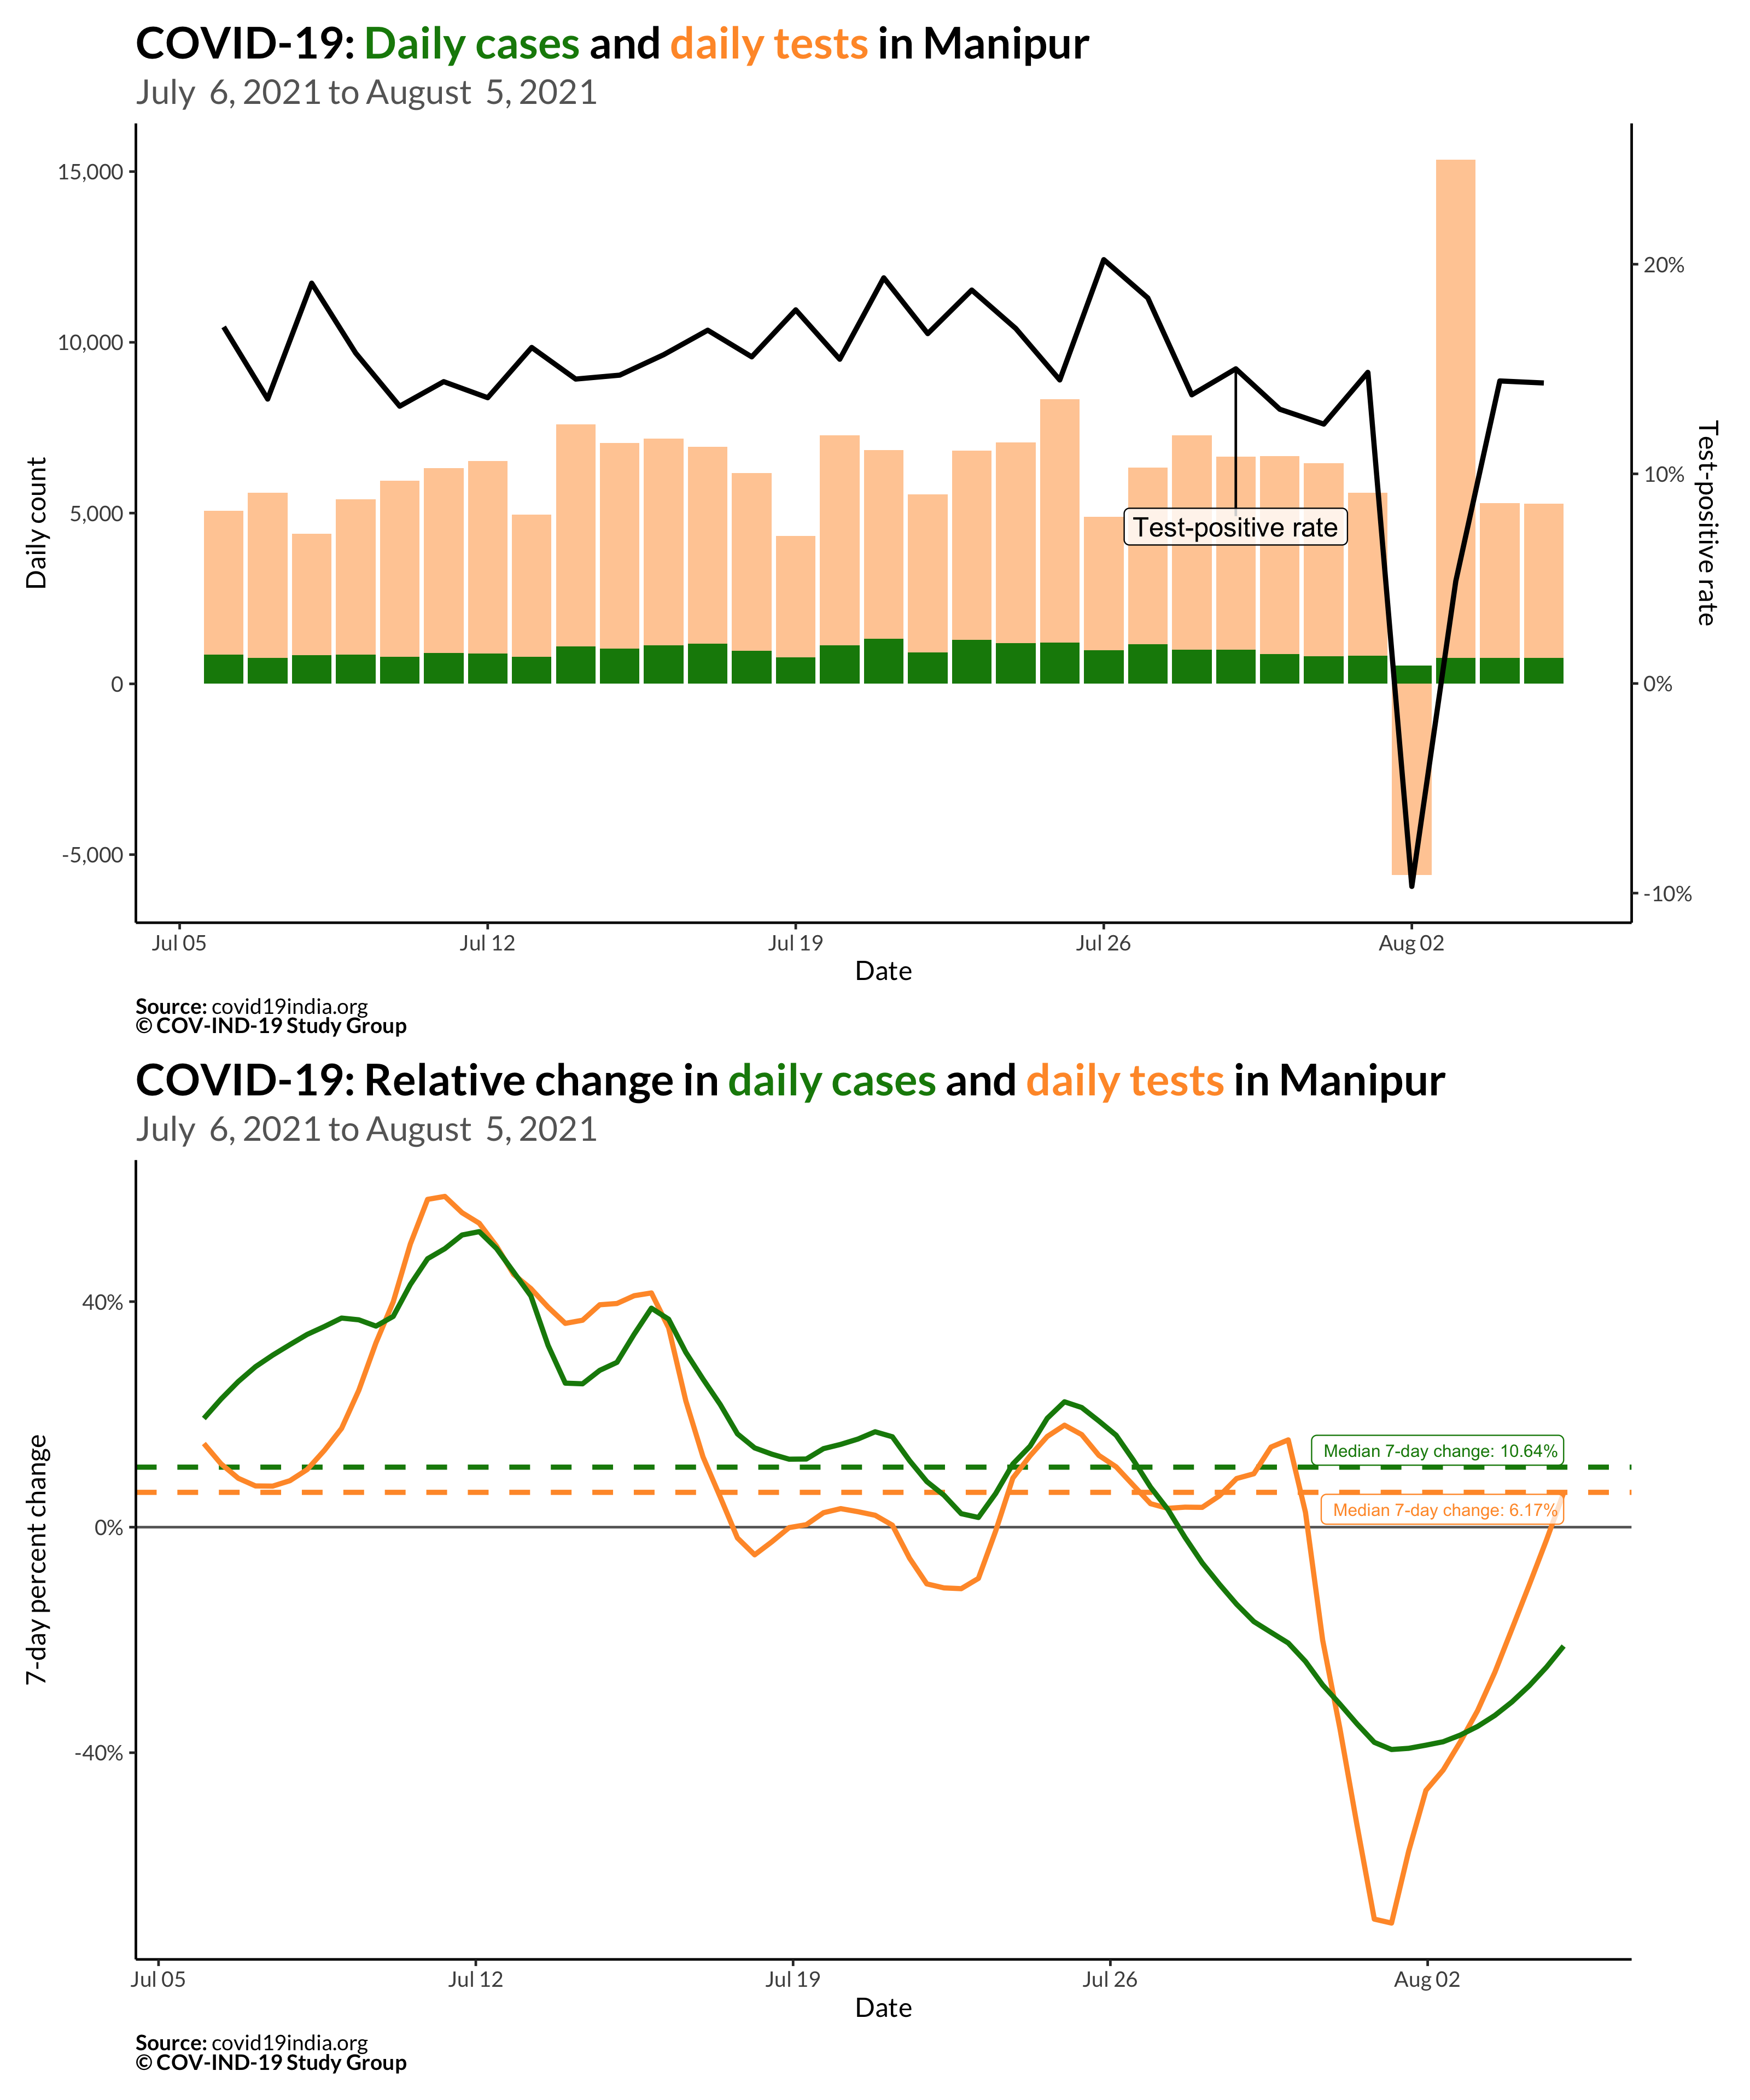 COVID-19: Daily cases and daily tests in Manipur
July  6, 2021 to August  5, 2021
15,000
10,000
5,000
0
-5,000
Daily count
20%
10%
0%
-10%
Test-positive rate
Test-positive rate
Jul 05
Jul 12
Jul 19
Jul 26
Aug 02
Date
Source: covid19india.org
© COV-IND-19 Study Group
COVID-19: Relative change in daily cases and daily tests in Manipur
July  6, 2021 to August  5, 2021
40%
0%
-40%
7-day percent change
Median 7-day change: 10.64%
Median 7-day change: 6.17%
Jul 05
Jul 12
Jul 19
Jul 26
Aug 02
Date
Source: covid19india.org
© COV-IND-19 Study Group